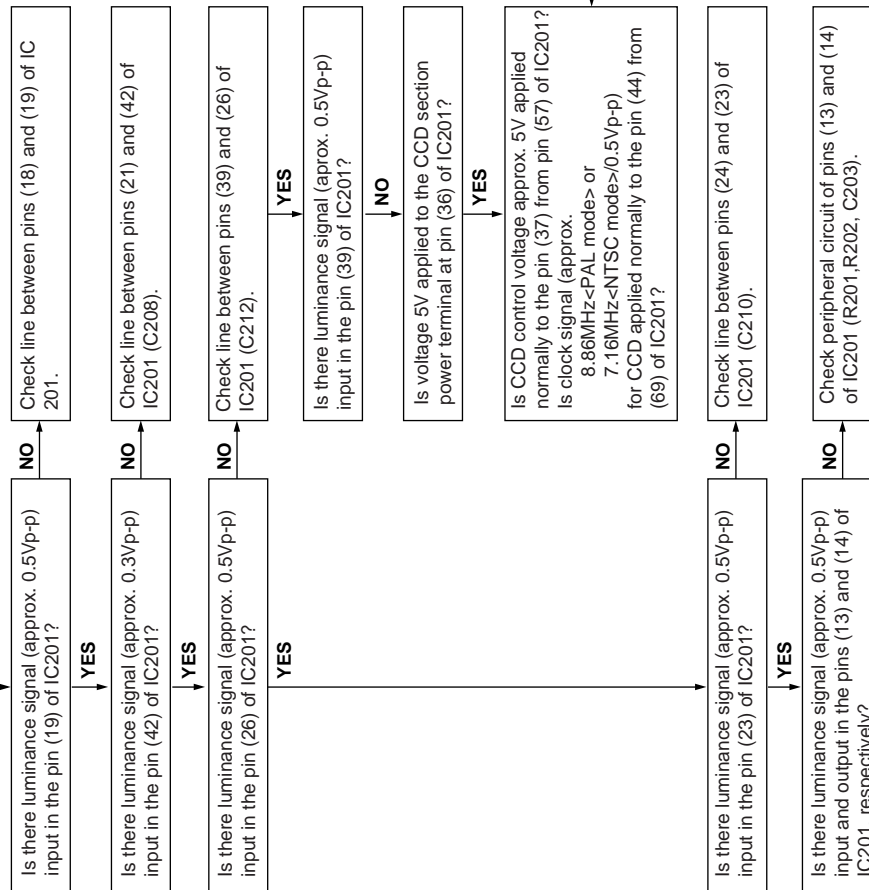 Is there luminance signal (approx. 0.5Vp-p)
input in the pin (19) of IC201?
NO
Check line between pins (18) and (19) of IC
201.
YES
Is there luminance signal (approx. 0.3Vp-p)
input in the pin (42) of IC201?
NO
Check line between pins (21) and (42) of
IC201 (C208).
YES
Is there luminance signal (approx. 0.5Vp-p)
input in the pin (26) of IC201?
NO
Check line between pins (39) and (26) of
IC201 (C212).
YES
Is there luminance signal (aprox. 0.5Vp-p)
input in the pin (39) of IC201?
NO
Is voltage 5V applied to the CCD section
power terminal at pin (36) of IC201?
YES
Is CCD control voltage approx. 5V applied
normally to the pin (37) from pin (57) of IC201?
Is clock signal (approx.
8.86MHz<PAL mode> or
7.16MHz<NTSC mode>/0.5Vp-p)
for CCD applied normally to the pin (44) from
(69) of IC201?
YES
Is there luminance signal (approx. 0.5Vp-p)
input in the pin (23) of IC201?
NO
Check line between pins (24) and (23) of
IC201 (C210).
YES
Is there luminance signal (approx. 0.5Vp-p)
input and output in the pins (13) and (14) of
IC201, respectively?
NO
Check peripheral circuit of pins (13) and (14)
of IC201 (R201,R202, C203).